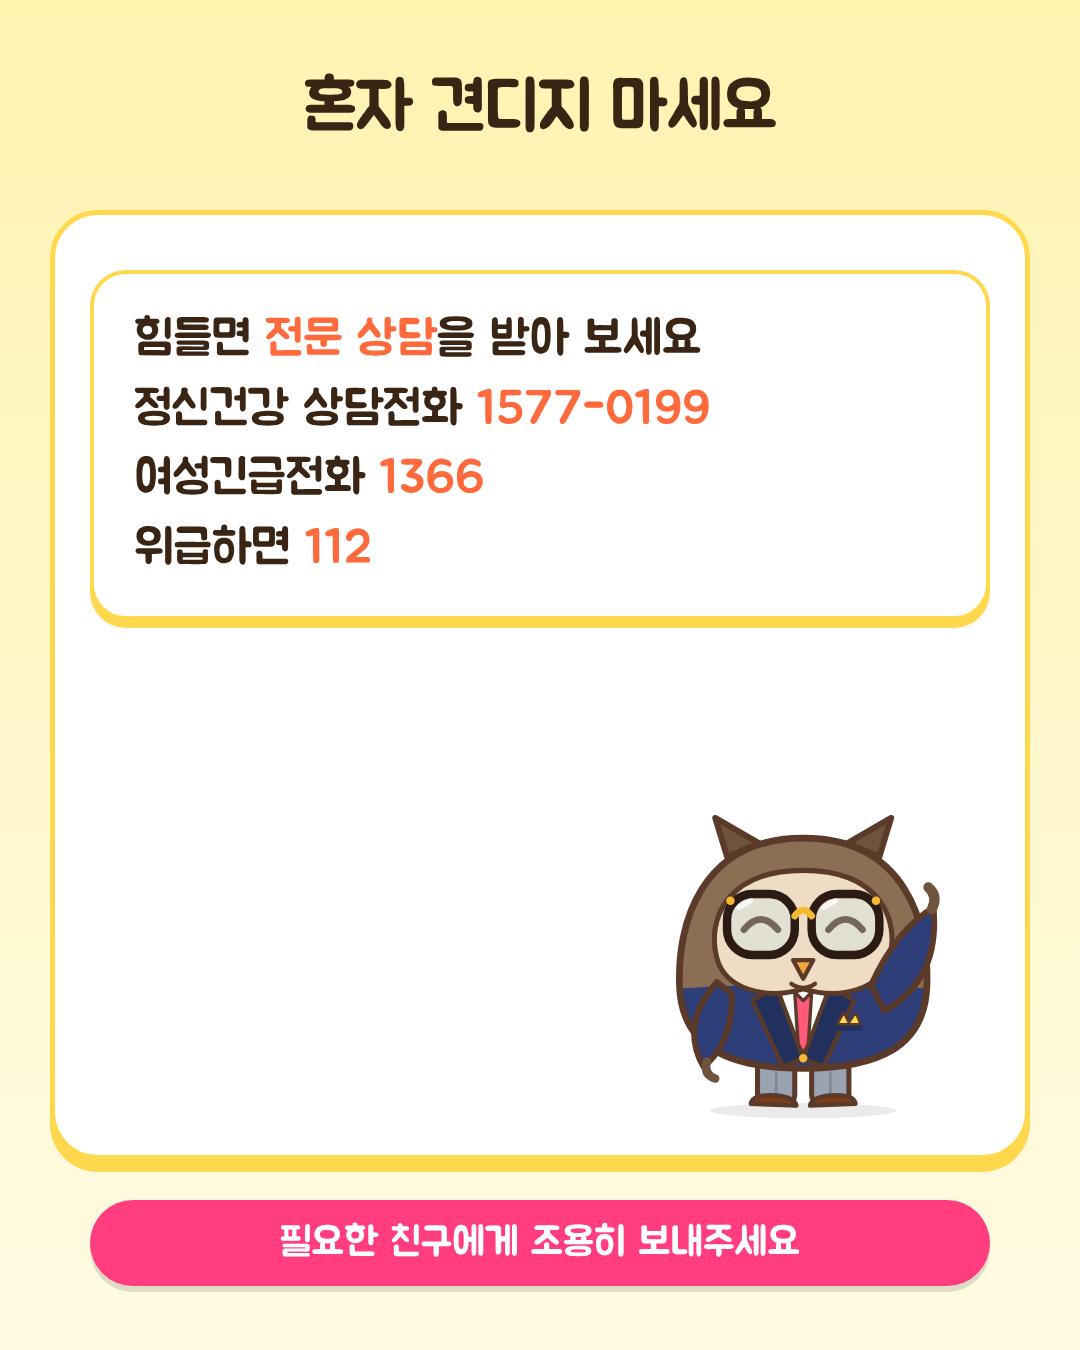 혼자 견디지 마세요
힘들면 전문 상담을 받아 보세요
정신건강 상담전화 1577-0199
여성긴급전화 1366
위급하면 112
필요한 친구에게 조용히 보내주세요